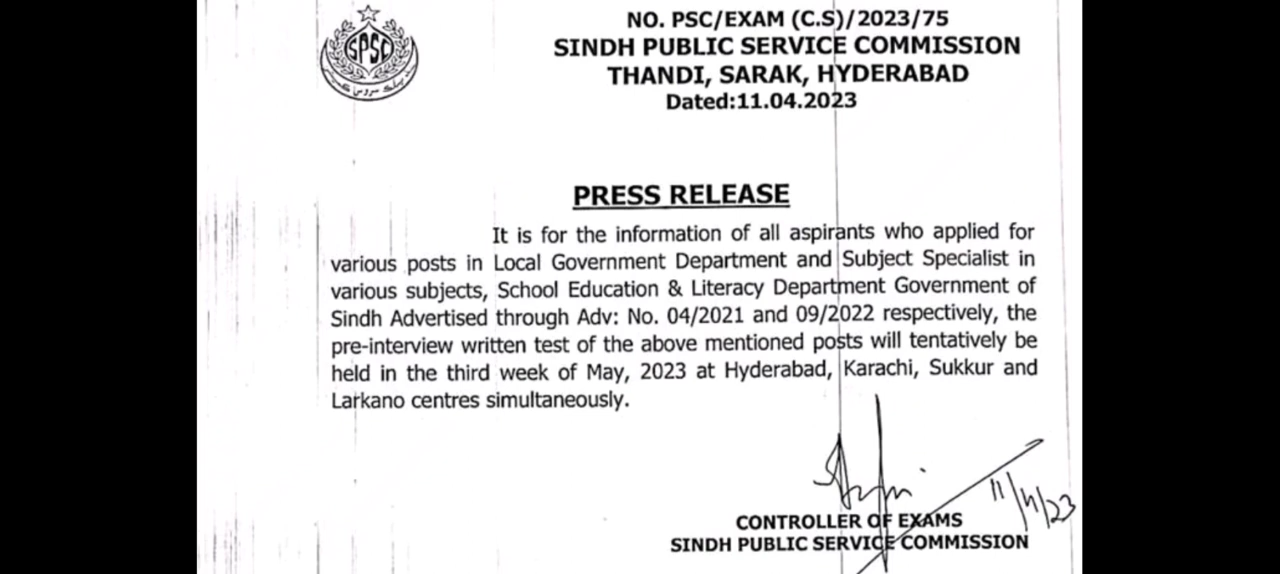 SPSC
NO. PSC/EXAM (C.S)/2023/75
SINDH PUBLIC SERVICE COMMISSION
THANDI, SARAK, HYDERABAD
Dated:11.04.2023
PRESS RELEASE
It is for the information of all aspirants who applied for
various posts in Local Government Department and Subject Specialist in
various subjects, School Education & Literacy Department Government of
Sindh Advertised through Adv: No. 04/2021 and 09/2022 respectively, the
pre-interview written test of the above mentioned posts will tentatively be
held in the third week of May, 2023 at Hyderabad, Karachi, Sukkur and
Larkano centres simultaneously.
11/4/23
CONTROLLER OF EXAMS
SINDH PUBLIC SERVICE COMMISSION